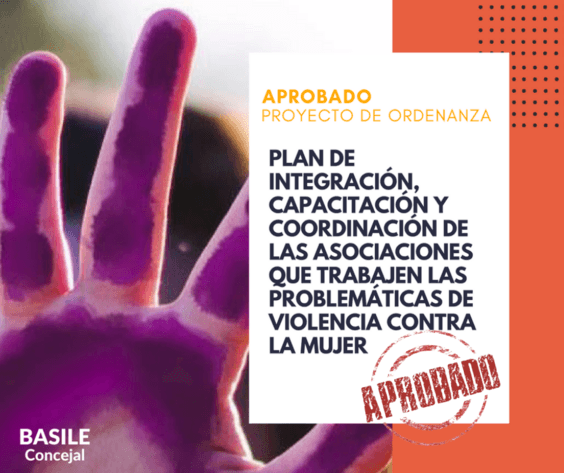 APROBADO
PROYECTO DE ORDENANZA
PLAN DE
INTEGRACIÓN,
CAPACITACIÓN Y
COORDINACIÓN DE
LAS ASOCIACIONES
QUE TRABAJEN LAS
PROBLEMÁTICAS DE
VIOLENCIA CONTRA
LA MUJER
APROBADO
BASILE
Concejal